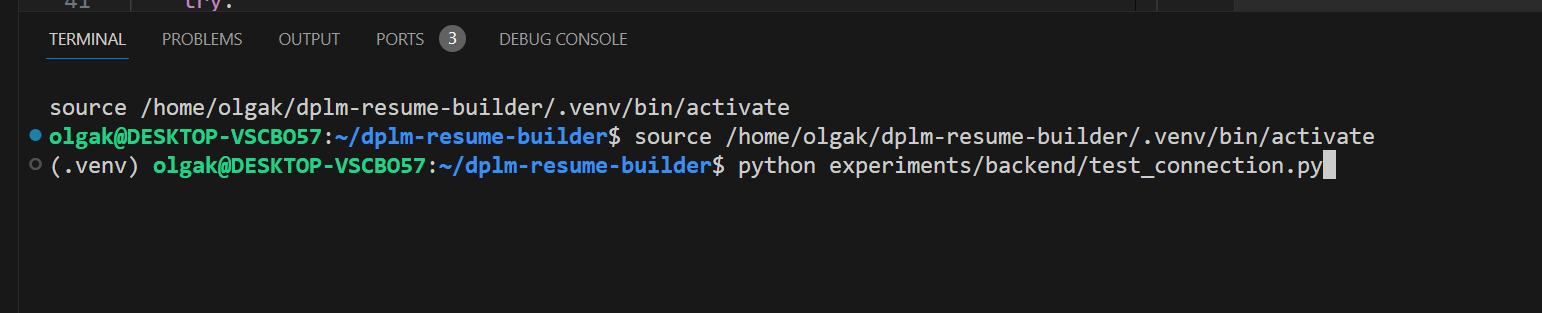 41 try:
TERMINAL PROBLEMS OUTPUT PORTS 3 DEBUG CONSOLE
source /home/olgak/dplm-resume-builder/.venv/bin/activate
olgak@DESKTOP-VSCBO57:~/dplm-resume-builder$ source /home/olgak/dplm-resume-builder/.venv/bin/activate
(.venv) olgak@DESKTOP-VSCBO57:~/dplm-resume-builder$ python experiments/backend/test_connection.py